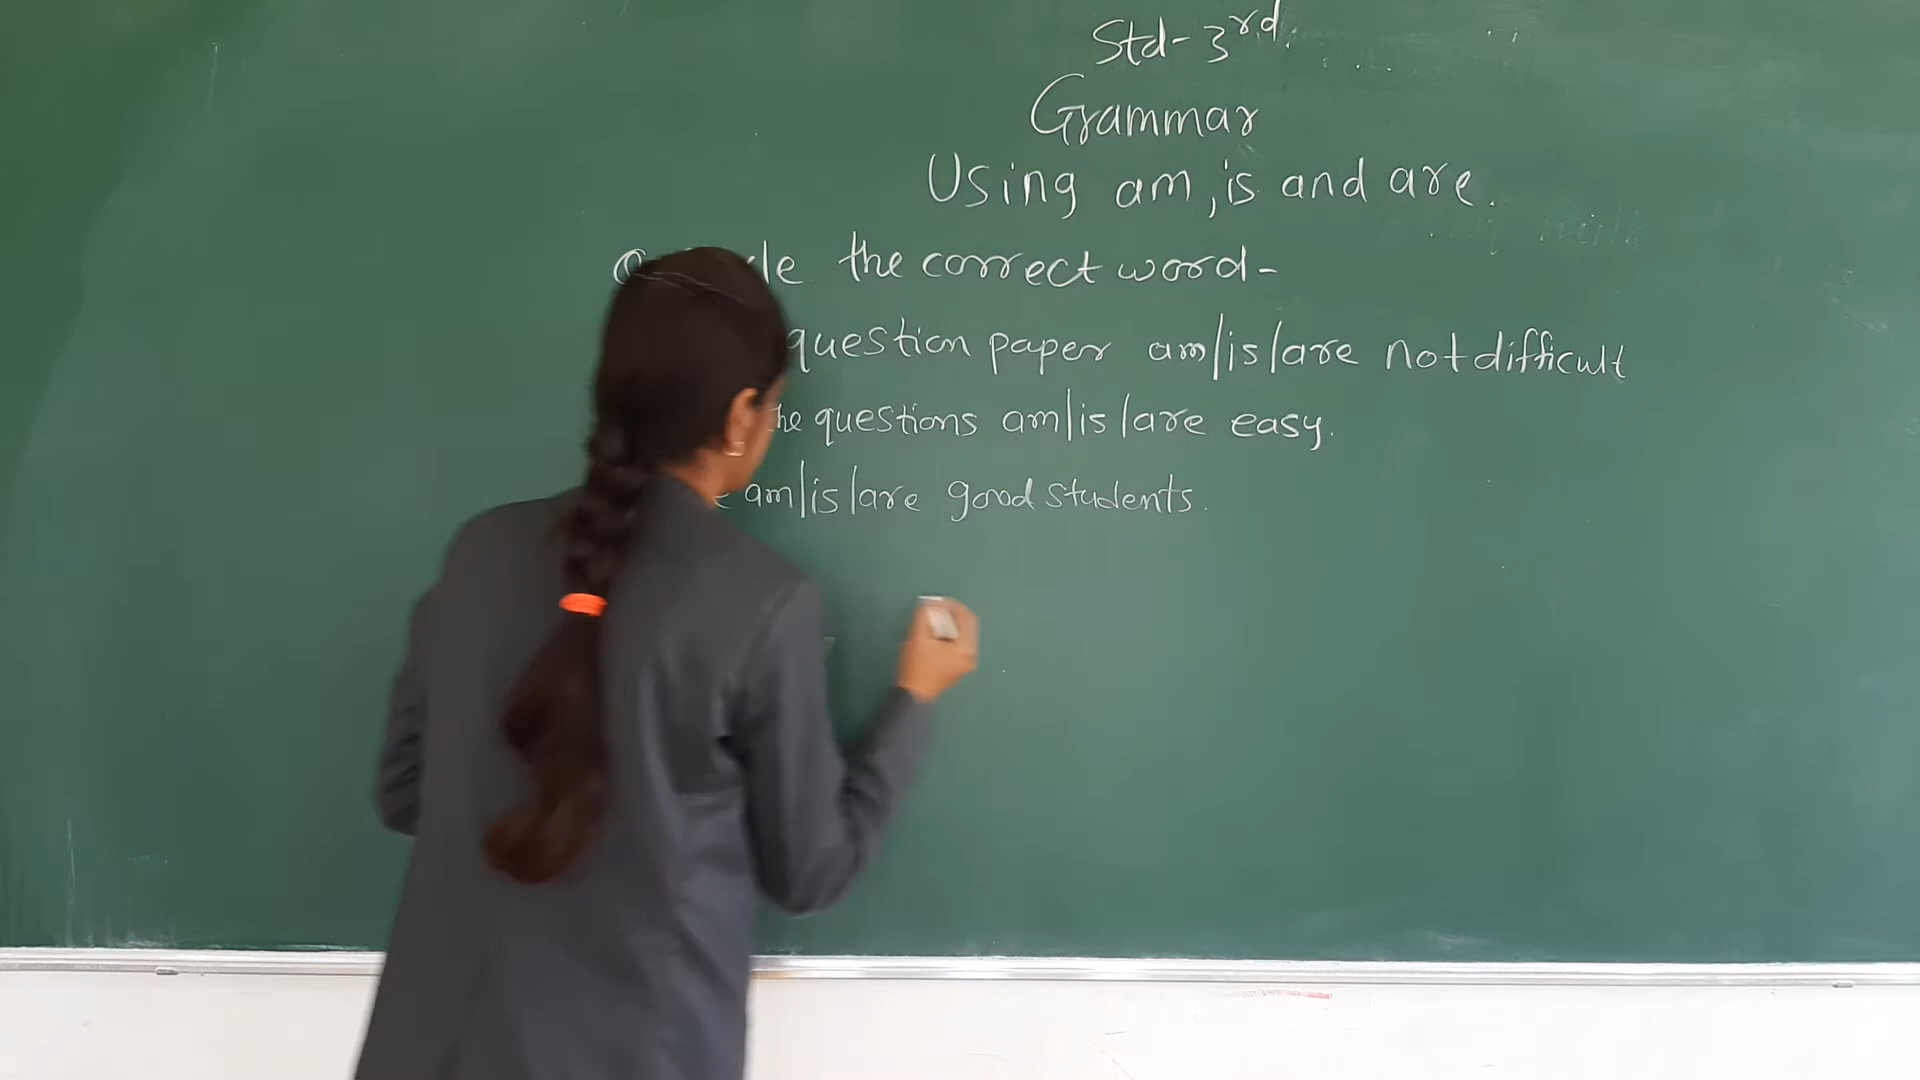 Std- 3rd.
Grammar
Using am, is and are.
the correct word-
question paper am/is/are not difficult
questions am/is/are easy.
am/is/are good students.